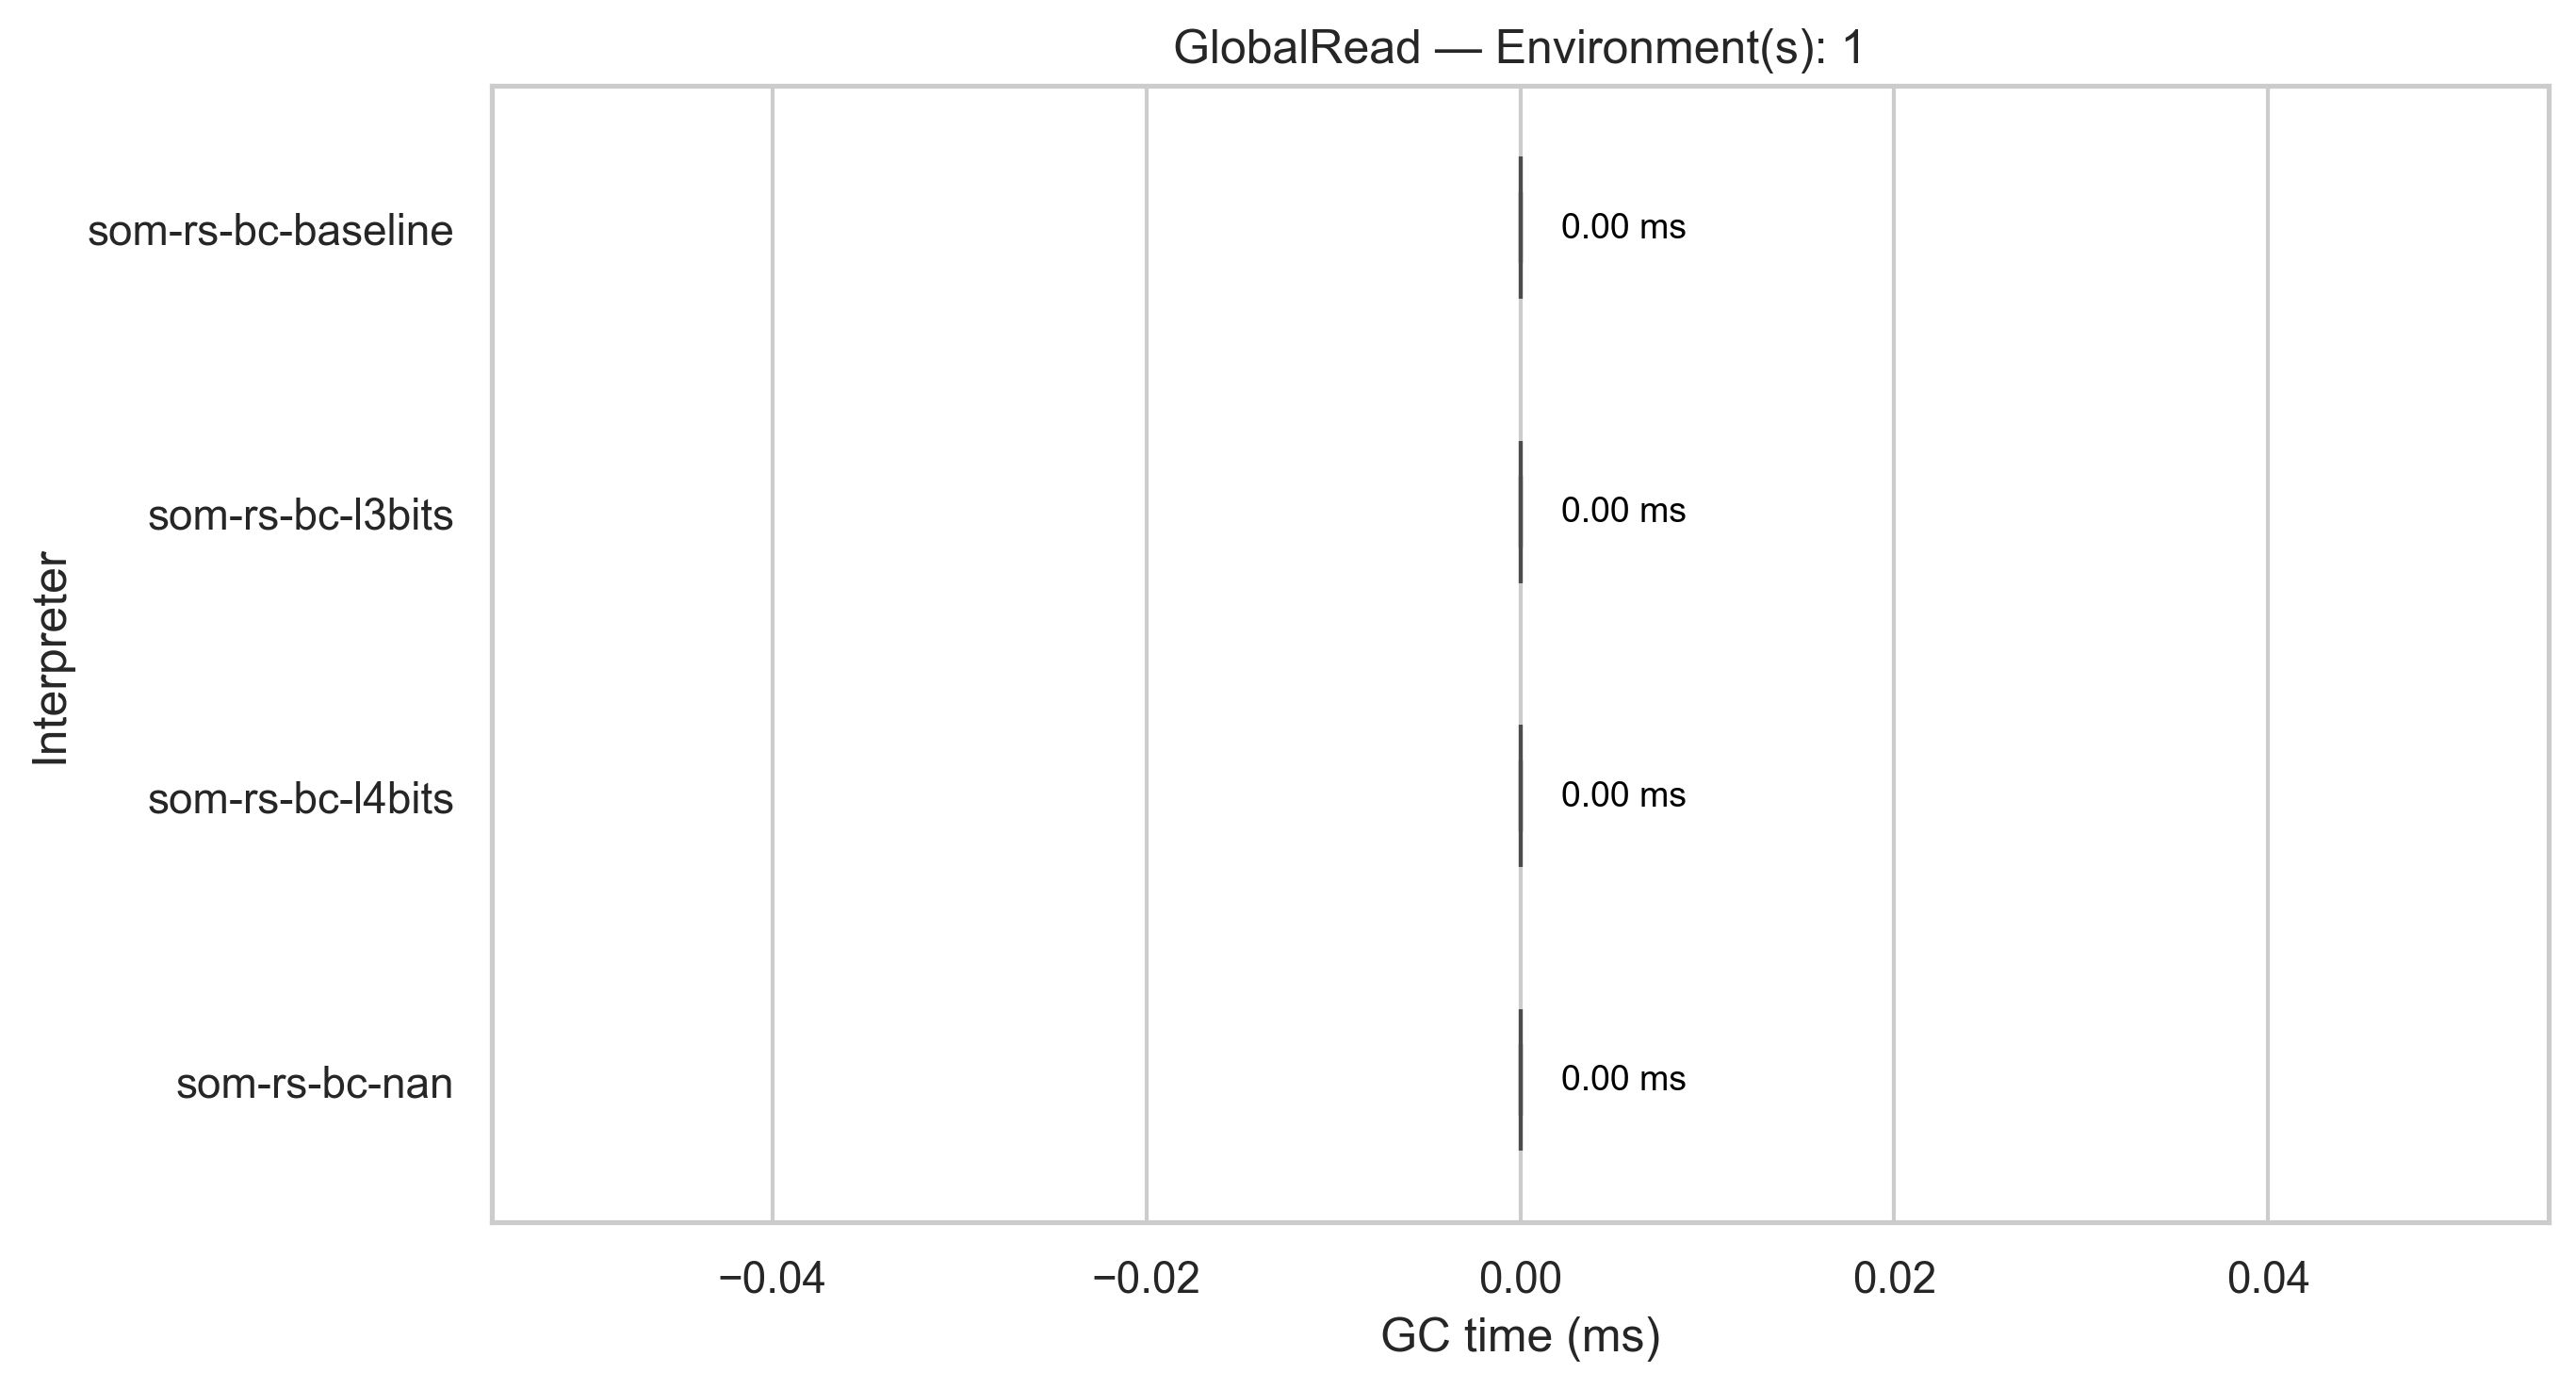 GlobalRead — Environment(s): 1
som-rs-bc-baseline
0.00 ms
som-rs-bc-l3bits
0.00 ms
som-rs-bc-l4bits
0.00 ms
som-rs-bc-nan
0.00 ms
Interpreter
−0.04
−0.02
0.00
0.02
0.04
GC time (ms)